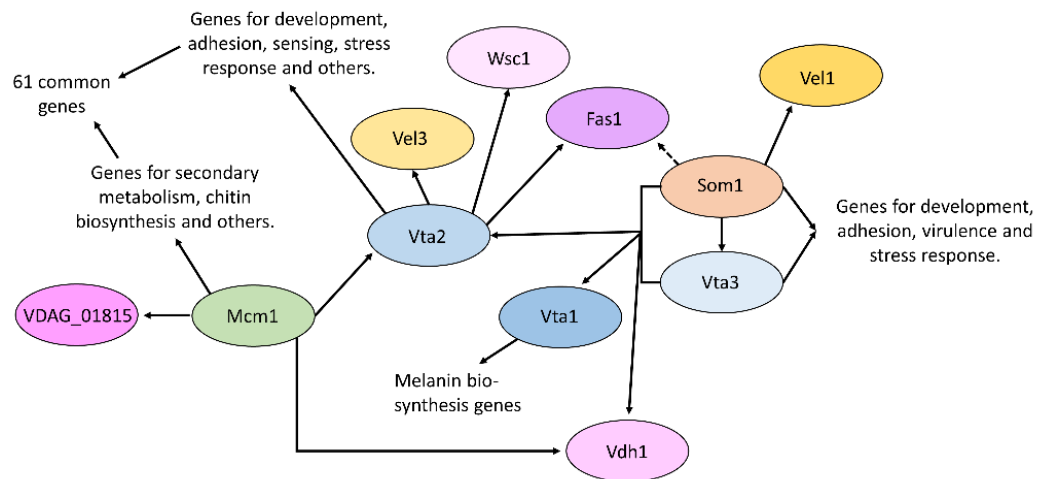 Genes for development,
adhesion, sensing, stress
response and others.
61 common
genes
Wsc1
Vel1
Fas1
Vel3
Genes for secondary
metabolism, chitin
biosynthesis and others.
Som1
Genes for development,
adhesion, virulence and
stress response.
Vta2
Vta3
VDAG_01815
Mcm1
Vta1
Melanin bio-
synthesis genes
Vdh1